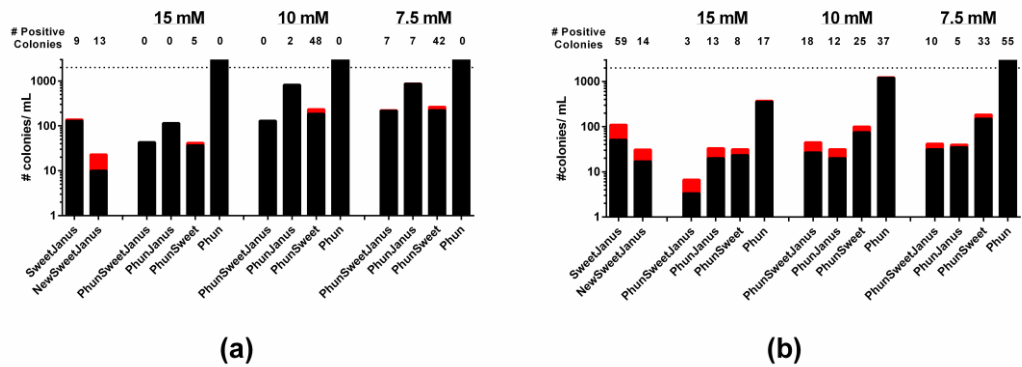 15 mM 10 mM 7.5 mM
# Positive
Colonies 9 13 0 0 5 0 0 2 48 0 7 7 42 0
# colonies/ mL
1000
100
10
1
SweetJanus
NewSweetJanus
PhunSweetJanus
PhunJanus
PhunSweet
Phun
PhunSweetJanus
PhunJanus
PhunSweet
Phun
PhunSweetJanus
PhunJanus
PhunSweet
Phun
(a)
15 mM 10 mM 7.5 mM
# Positive
Colonies 59 14 3 13 8 17 18 12 25 37 10 5 33 55
#colonies/ mL
1000
100
10
1
SweetJanus
NewSweetJanus
PhunSweetJanus
PhunJanus
PhunSweet
Phun
PhunSweetJanus
PhunJanus
PhunSweet
Phun
PhunSweetJanus
PhunJanus
PhunSweet
Phun
(b)